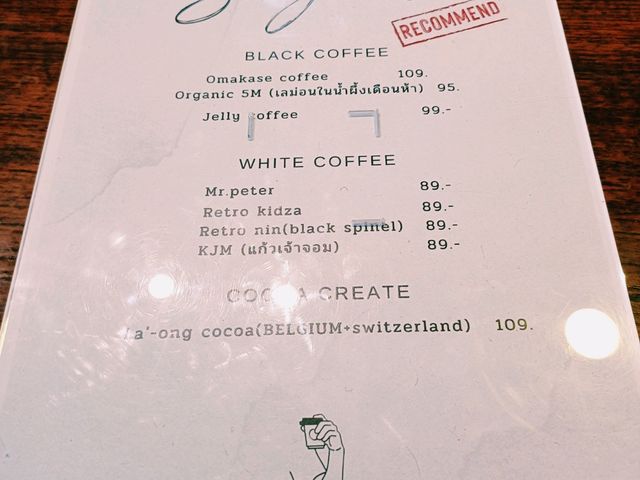 RECOMMEND
BLACK COFFEE
Omakase coffee 109.
Organic 5M (เลม่อนในน้ำผึ้งเดือนห้า) 95.
Jelly coffee 99.-
WHITE COFFEE
Mr.peter 89.-
Retro kidza 89.-
Retro nin(black spinel) 89.-
KJM (แก้วเจ้าจอม) 89.-
COCOA CREATE
La'-ong cocoa(BELGIUM+switzerland) 109.